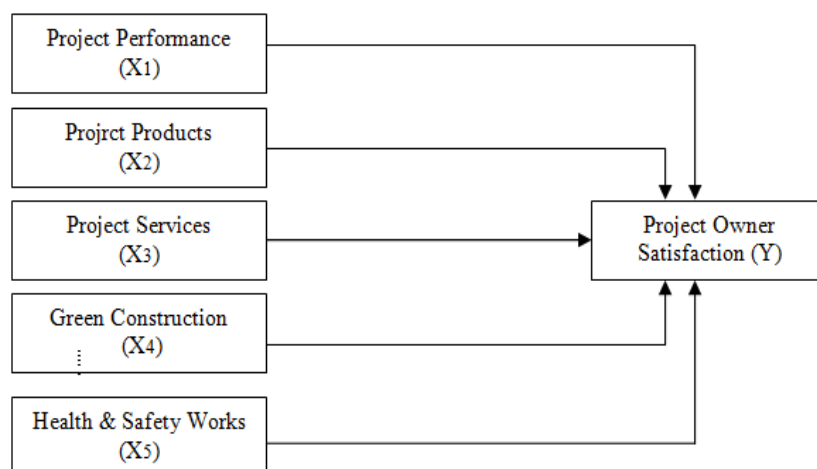 Project Performance
(X1)
Projrct Products
(X2)
Project Services
(X3)
Green Construction
(X4)
Health & Safety Works
(X5)
Project Owner
Satisfaction (Y)